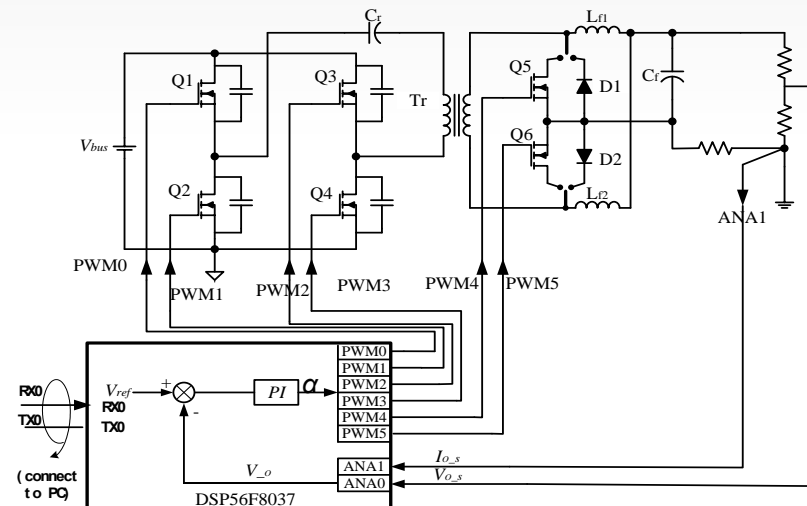 Cr
Lf1
Q1
Q3
Q5
Cf
D1
Tr
Vbus
Q6
D2
Q2
Q4
Lf2
ANA1
PWM0
PWM1
PWM2
PWM3
PWM4
PWM5
PWM0
PWM1
PWM2
PWM3
PWM4
PWM5
RX0
TX0
Vref
+
-
RX0
TX0
PI
α
(connect
to PC)
V_o
ANA1
ANA0
Io_s
Vo_s
DSP56F8037